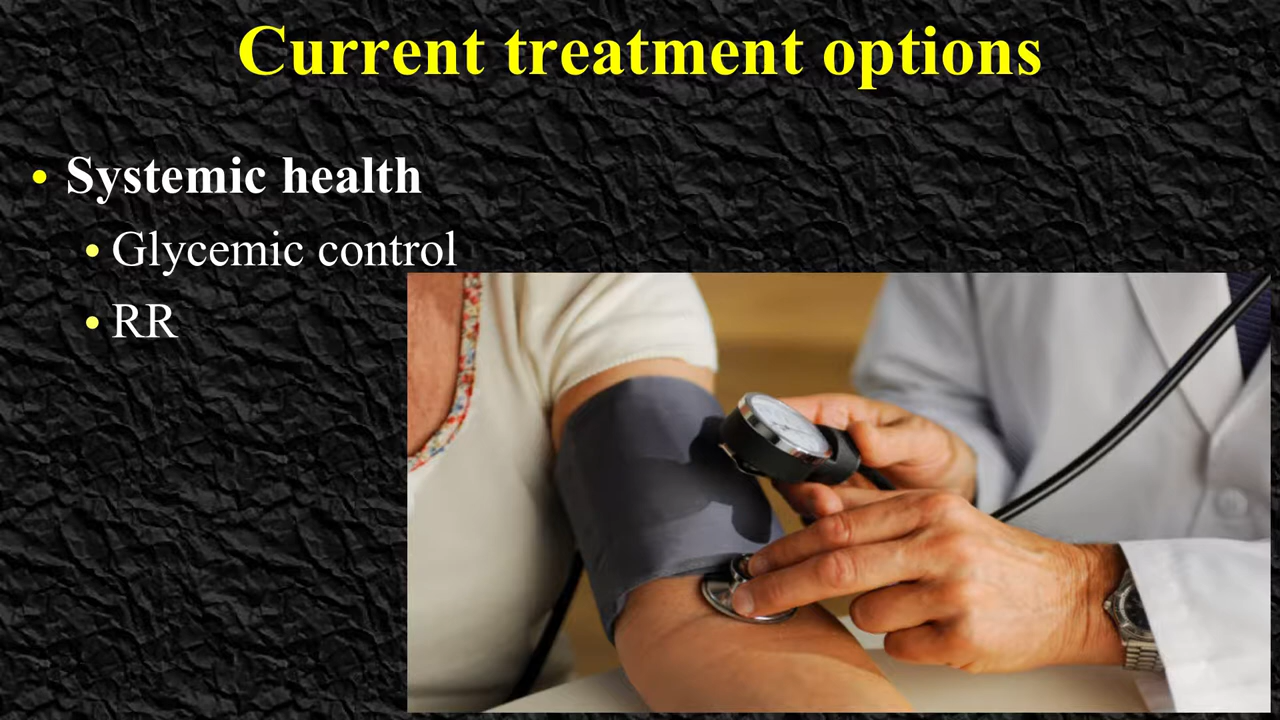 Current treatment options
• Systemic health
• Glycemic control
• RR